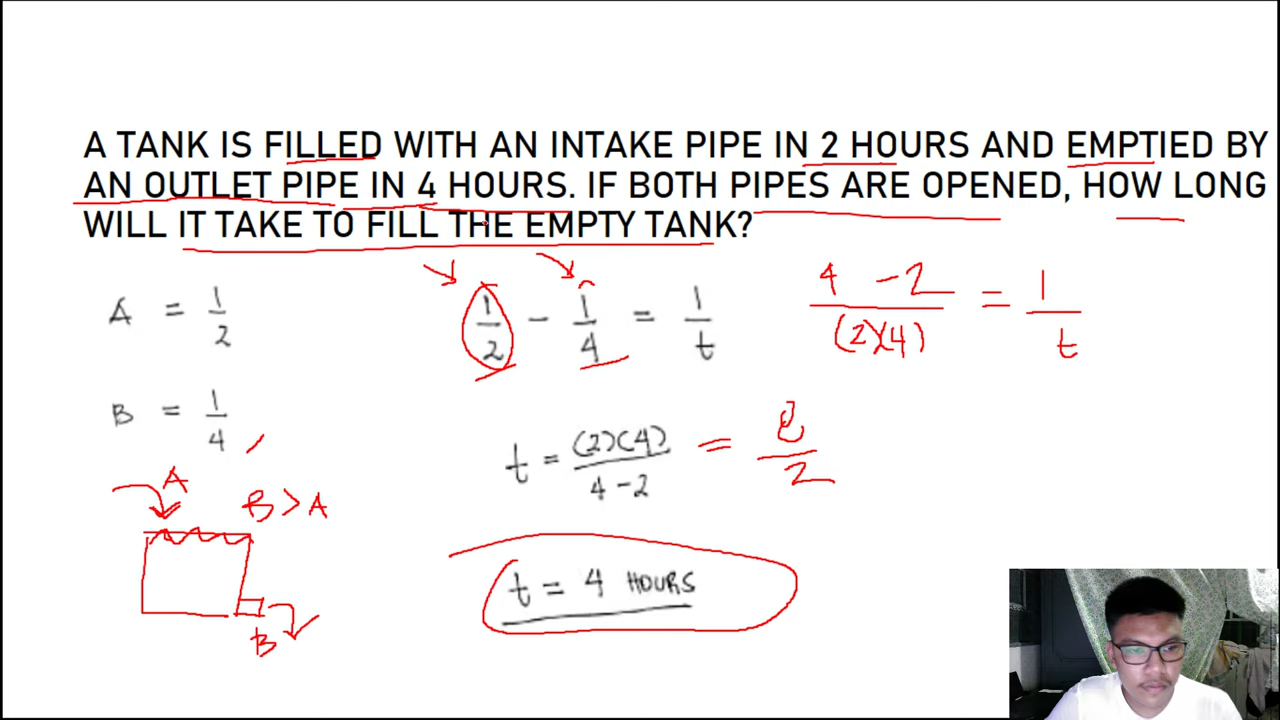 A TANK IS FILLED WITH AN INTAKE PIPE IN 2 HOURS AND EMPTIED BY
AN OUTLET PIPE IN 4 HOURS. IF BOTH PIPES ARE OPENED, HOW LONG
WILL IT TAKE TO FILL THE EMPTY TANK?
A = 1/2
1/2 - 1/4 = 1/t
4 - 2/(2)(4) = 1/t
B = 1/4
t = (2)(4)/4-2 = 8/2
A
B > A
t = 4 HOURS
B